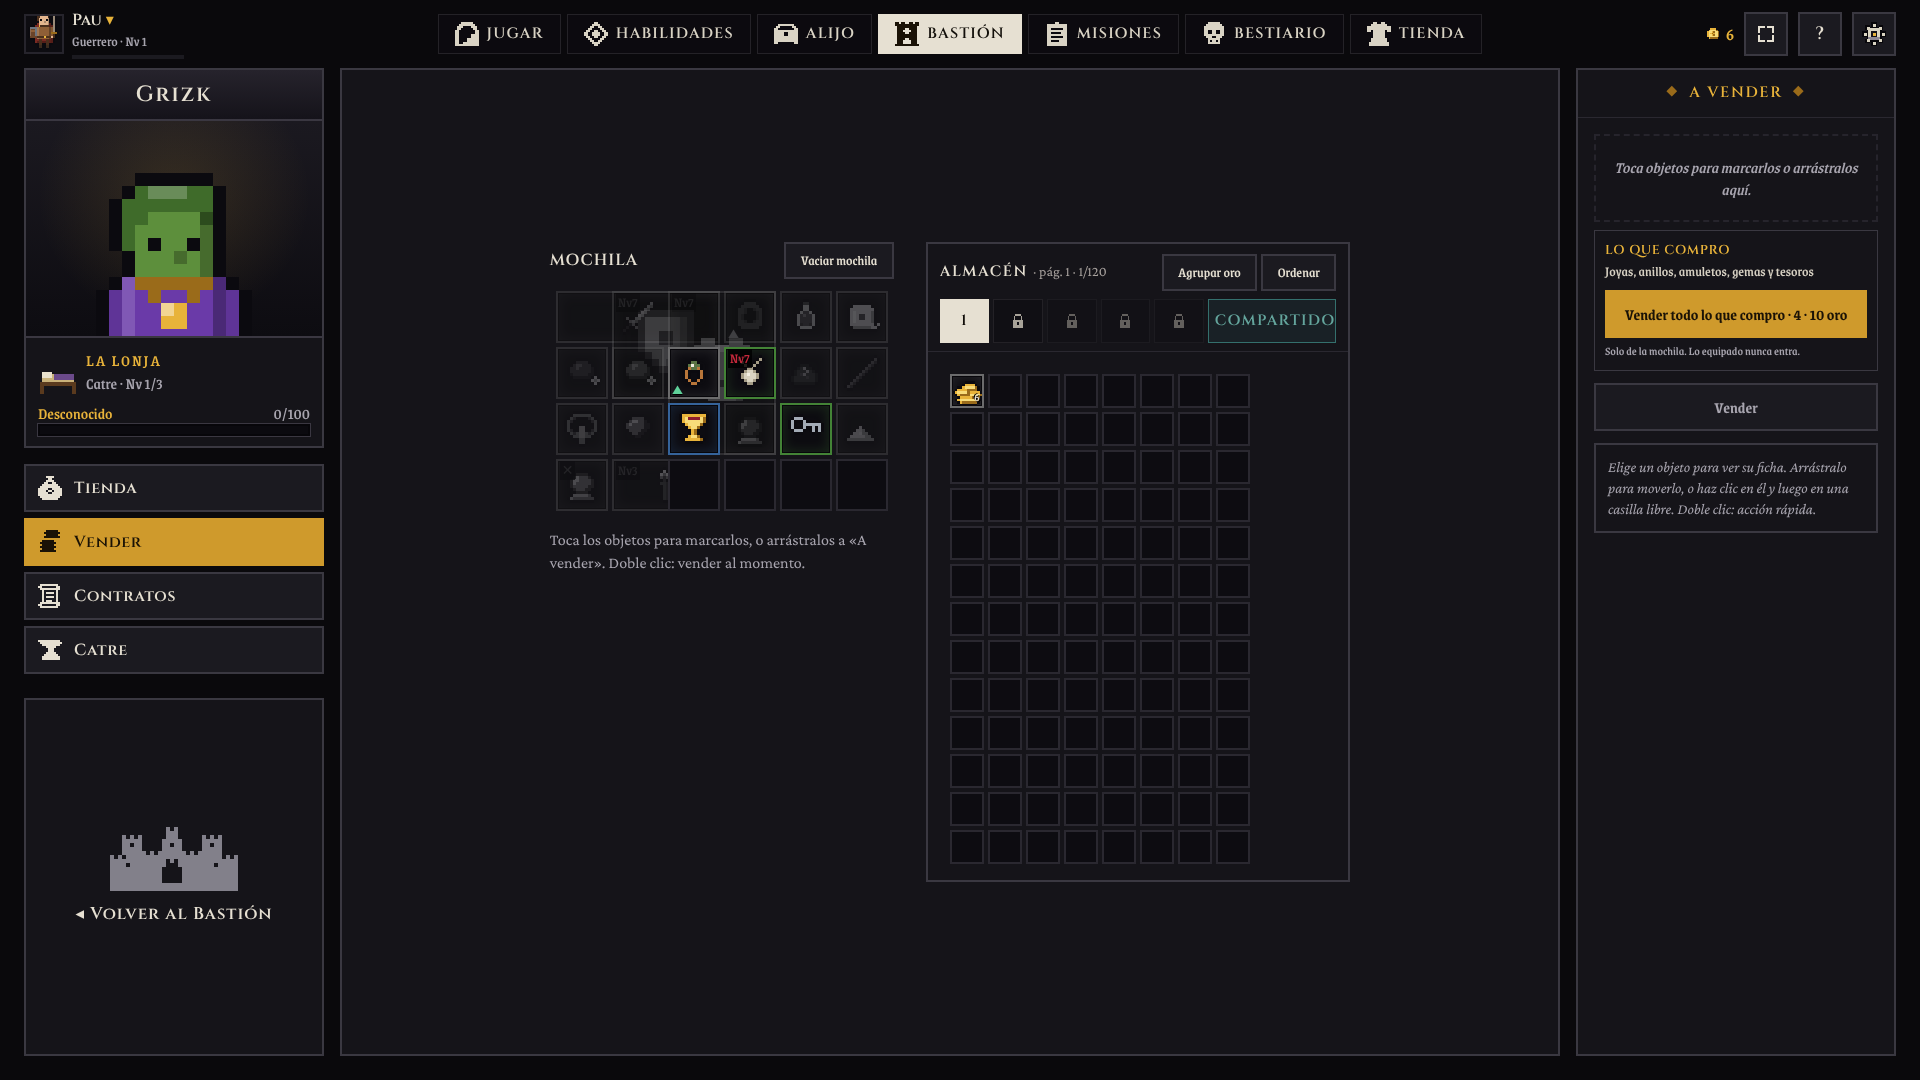 Pau ▾
Guerrero · Nv 1
JUGAR
HABILIDADES
ALIJO
BASTIÓN
MISIONES
BESTIARIO
TIENDA
6
?
Grizk
LA LONJA
Catre · Nv 1/3
Desconocido 0/100
Tienda
Vender
Contratos
Catre
◂ Volver al Bastión
MOCHILA
Vaciar mochila
Nv7 Nv7
Nv7
Nv3
Toca los objetos para marcarlos, o arrástralos a «A
vender». Doble clic: vender al momento.
ALMACÉN · pág. 1 · 1/120
Agrupar oro
Ordenar
1
COMPARTIDO
6
◆ A VENDER ◆
Toca objetos para marcarlos o arrástralos
aquí.
LO QUE COMPRO
Joyas, anillos, amuletos, gemas y tesoros
Vender todo lo que compro · 4 · 10 oro
Solo de la mochila. Lo equipado nunca entra.
Vender
Elige un objeto para ver su ficha. Arrástralo
para moverlo, o haz clic en él y luego en una
casilla libre. Doble clic: acción rápida.